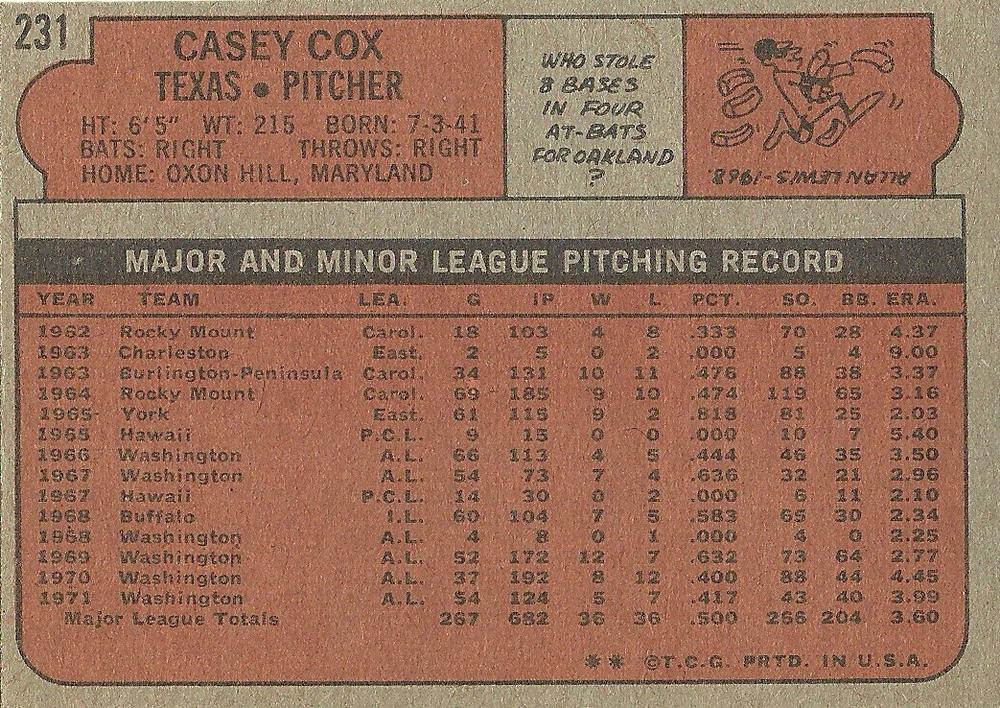 231
CASEY COX
TEXAS • PITCHER
HT: 6'5" WT: 215 BORN: 7-3-41
BATS: RIGHT THROWS: RIGHT
HOME: OXON HILL, MARYLAND
WHO STOLE
8 BASES
IN FOUR
AT-BATS
FOR OAKLAND
?
ALLAN LEWIS-1968.
MAJOR AND MINOR LEAGUE PITCHING RECORD
YEAR TEAM LEA. G IP W L PCT. SO. BB. ERA.
1962 Rocky Mount Carol. 18 103 4 8 .333 70 28 4.37
1963 Charleston East. 2 5 0 2 .000 5 4 9.00
1963 Burlington-Peninsula Carol. 34 131 10 11 .476 88 38 3.37
1964 Rocky Mount Carol. 69 185 9 10 .474 119 65 3.16
1965 York East. 61 115 9 2 .818 81 25 2.03
1965 Hawaii P.C.L. 9 15 0 0 .000 10 7 5.40
1966 Washington A.L. 66 113 4 5 .444 46 35 3.50
1967 Washington A.L. 54 73 7 4 .636 32 21 2.96
1967 Hawaii P.C.L. 14 30 0 2 .000 6 11 2.10
1968 Buffalo I.L. 60 104 7 5 .583 65 30 2.34
1968 Washington A.L. 4 8 0 1 .000 4 0 2.25
1969 Washington A.L. 52 172 12 7 .632 73 64 2.77
1970 Washington A.L. 37 192 8 12 .400 88 44 4.45
1971 Washington A.L. 54 124 5 7 .417 43 40 3.99
Major League Totals 267 682 36 36 .500 266 204 3.60
** ©T.C.G. PRTD. IN U.S.A.